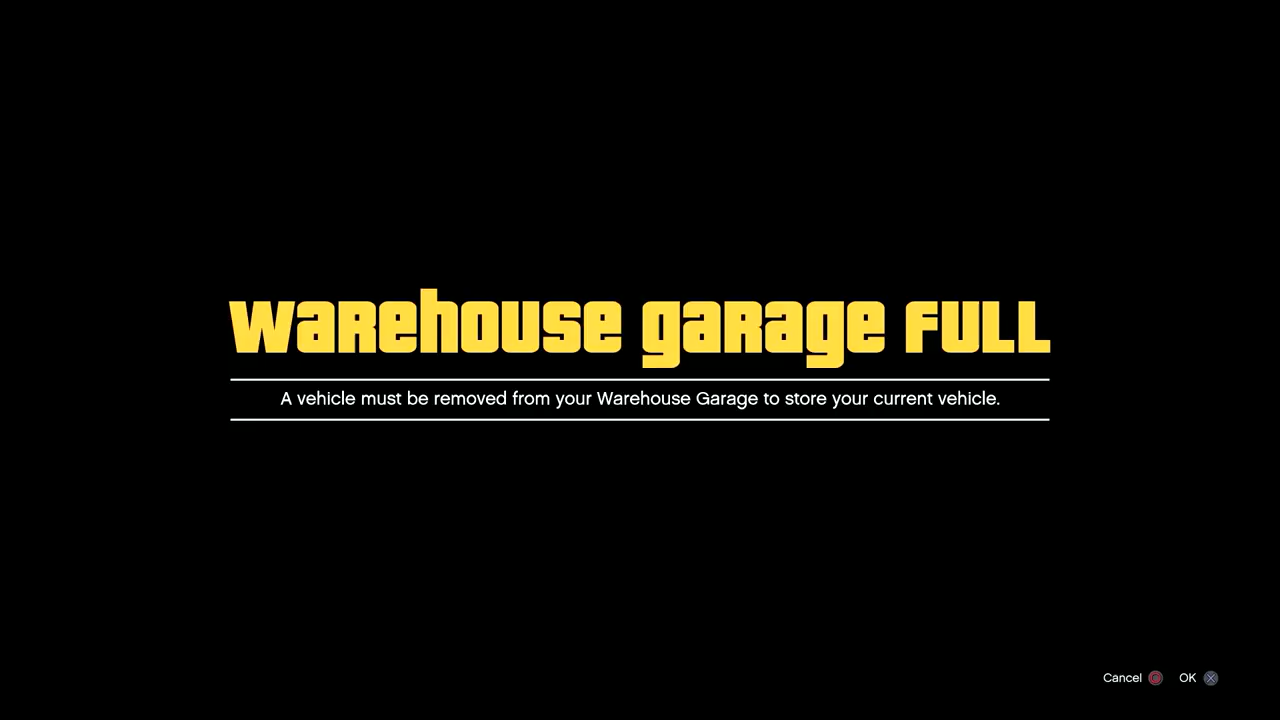 Warehouse Garage Full
A vehicle must be removed from your Warehouse Garage to store your current vehicle.
Cancel OK